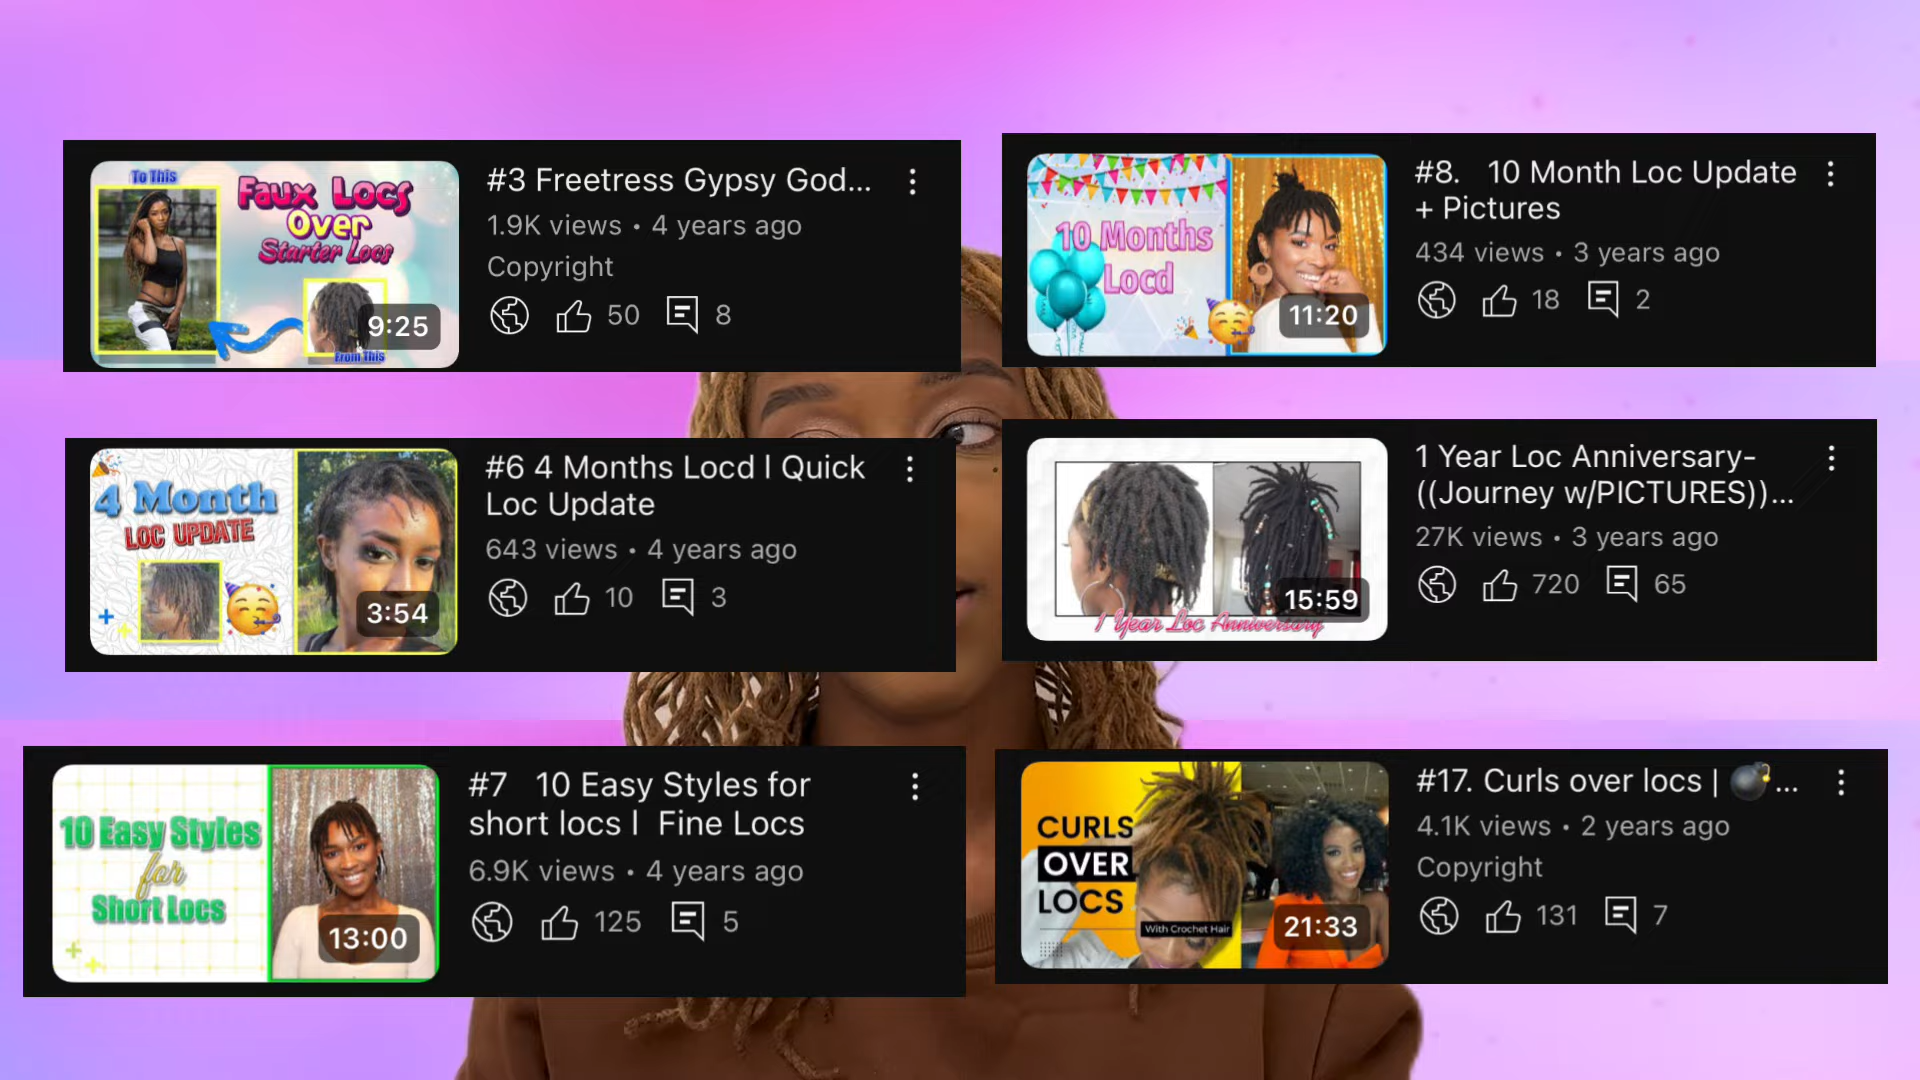 To This
Faux Locs
Over
Starter Locs
From This
9:25
#3 Freetress Gypsy God...
1.9K views • 4 years ago
Copyright
50 8
4 Month
LOC UPDATE
3:54
#6 4 Months Locd l Quick
Loc Update
643 views • 4 years ago
10 3
10 Easy Styles
for
Short Locs
13:00
#7 10 Easy Styles for
short locs l Fine Locs
6.9K views • 4 years ago
125 5
10 Months
Locd
11:20
#8. 10 Month Loc Update
+ Pictures
434 views • 3 years ago
18 2
1 Year Loc Anniversary
15:59
1 Year Loc Anniversary-
((Journey w/PICTURES))...
27K views • 3 years ago
720 65
CURLS
OVER
LOCS
With Crochet Hair
21:33
#17. Curls over locs | 💣...
4.1K views • 2 years ago
Copyright
131 7